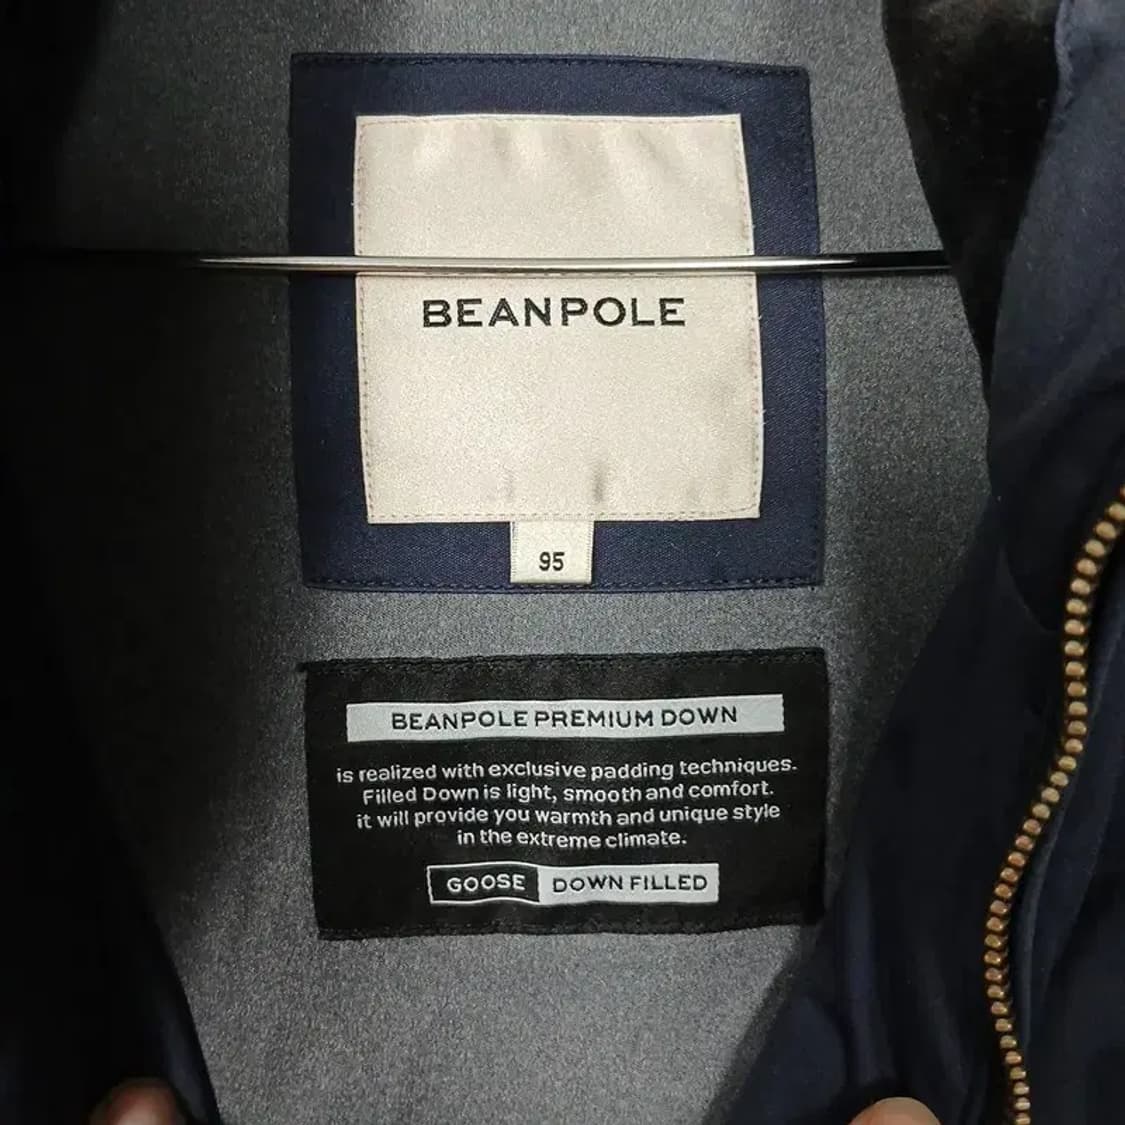 BEANPOLE
95
BEANPOLE PREMIUM DOWN
is realized with exclusive padding techniques.
Filled Down is light, smooth and comfort.
it will provide you warmth and unique style
in the extreme climate.
GOOSE DOWN FILLED